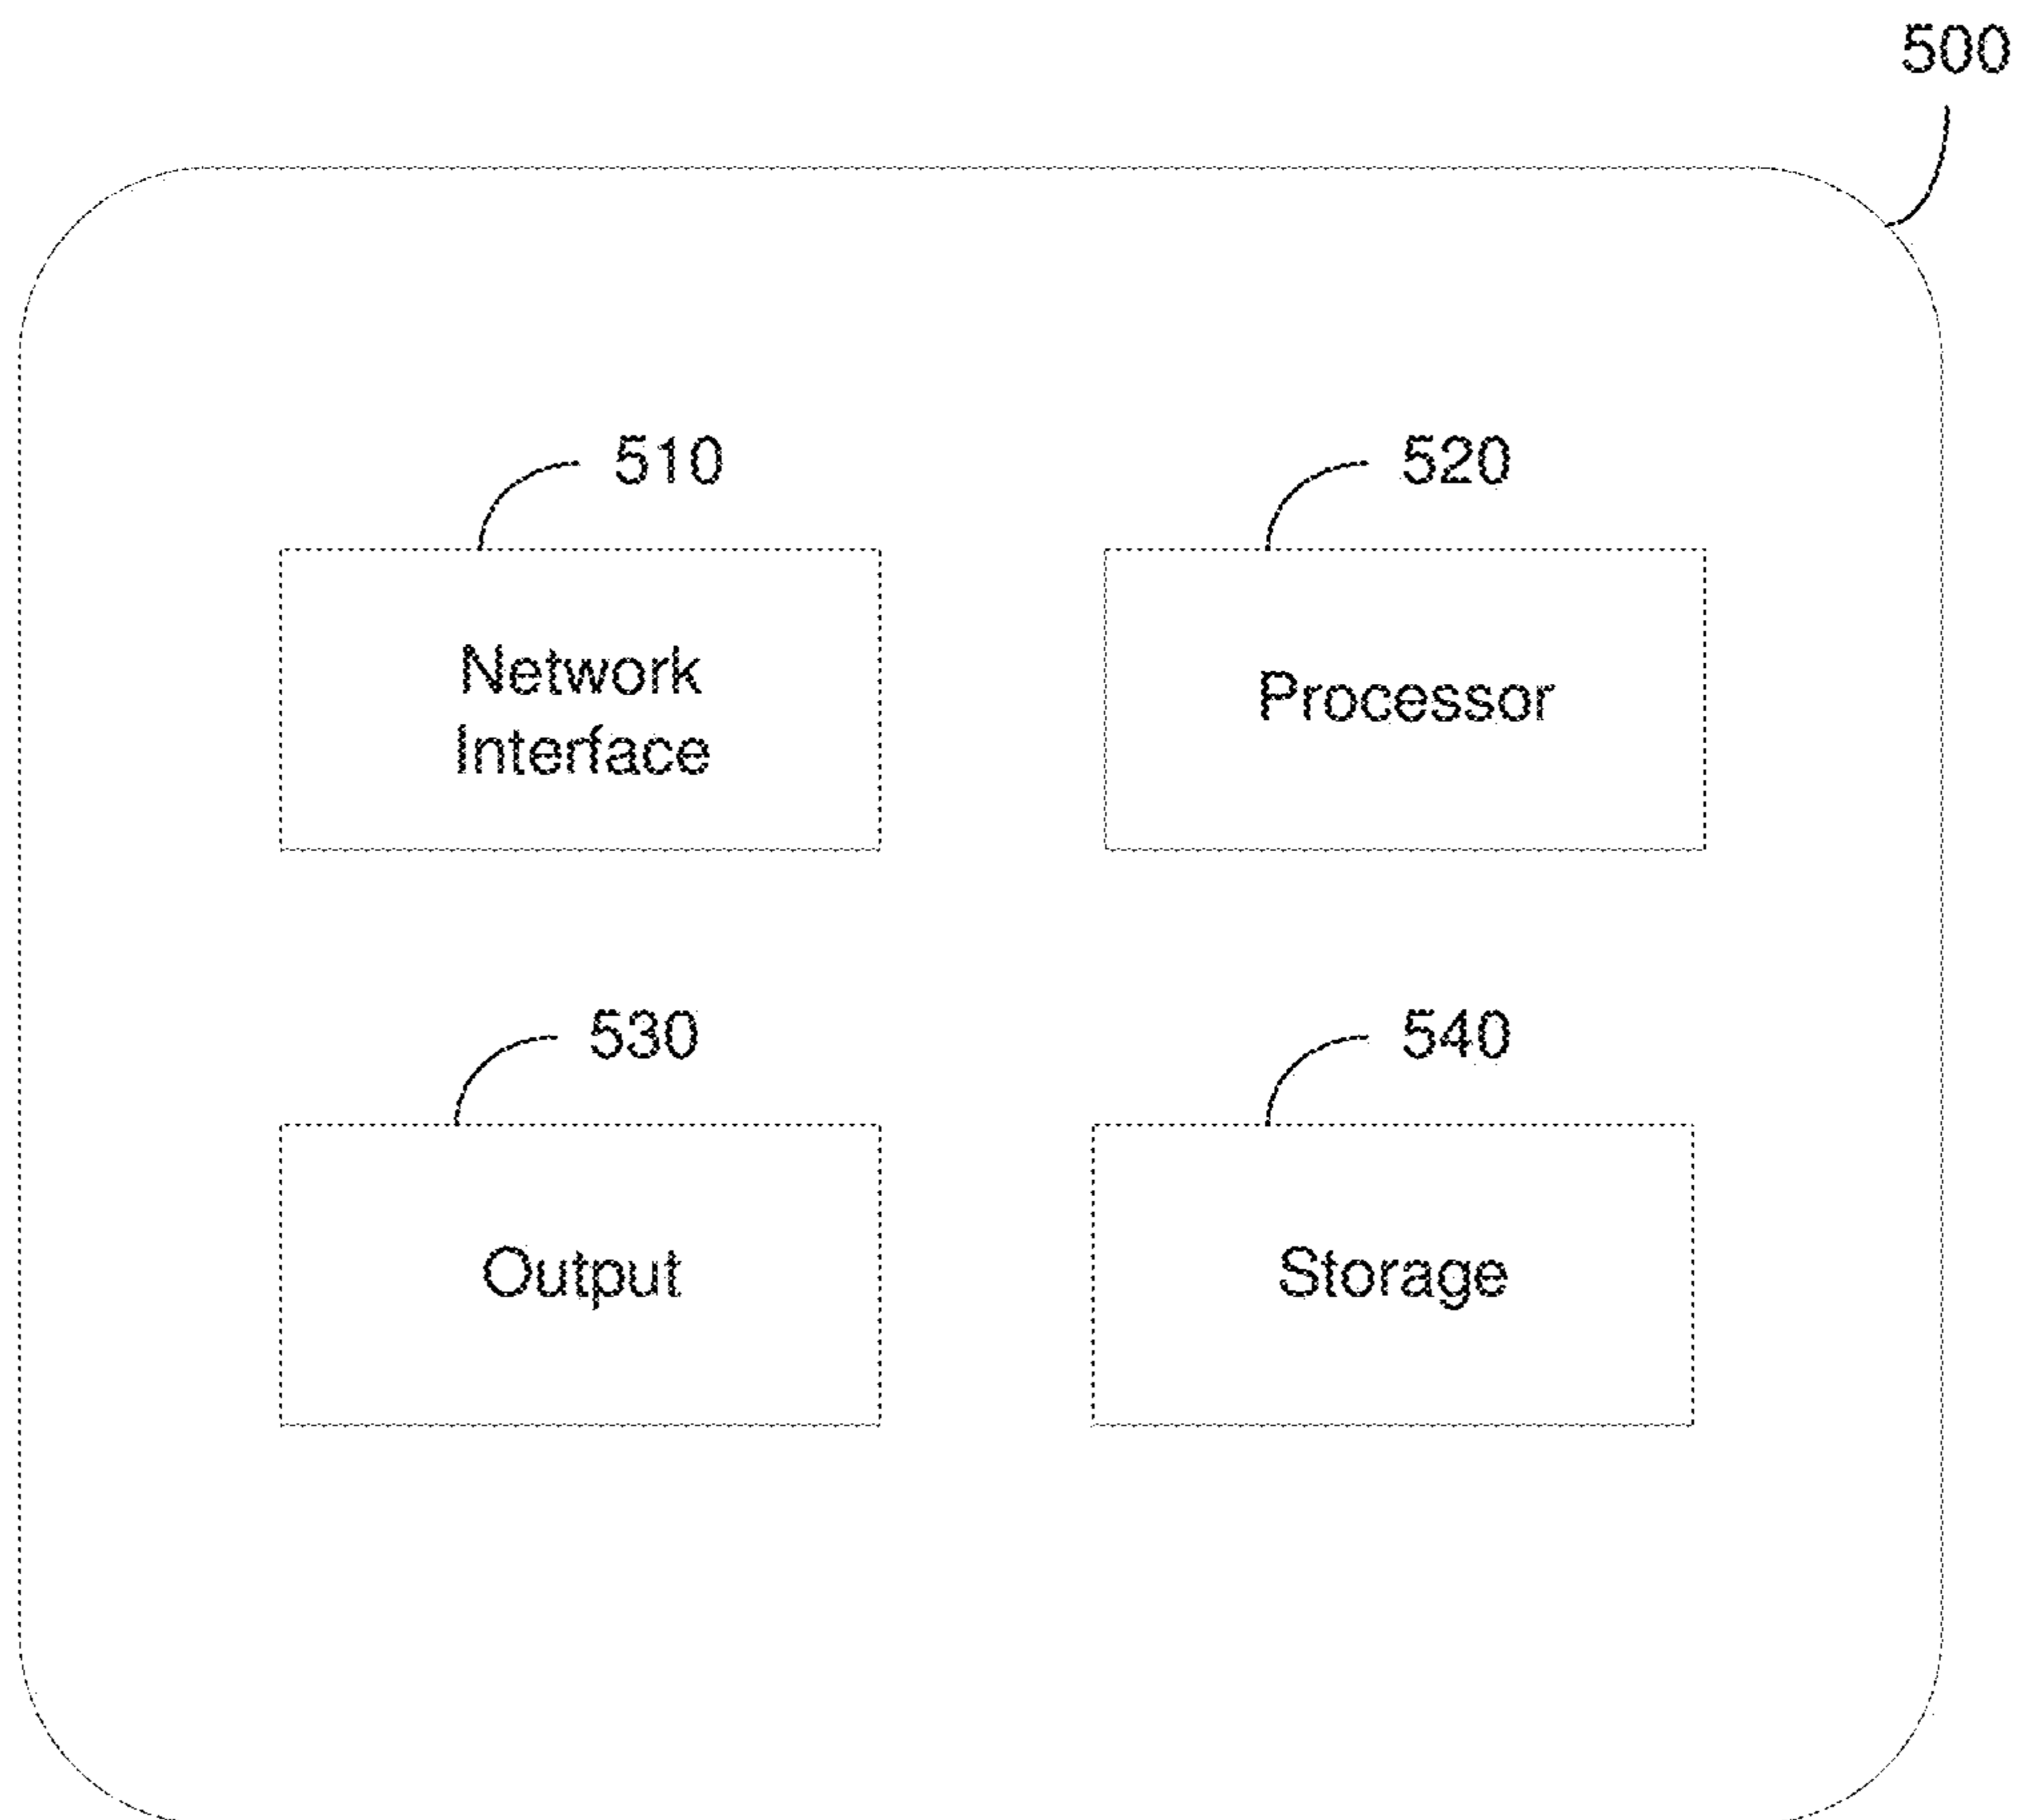 500
510
520
Network
Interface
Processor
530
540
Output
Storage